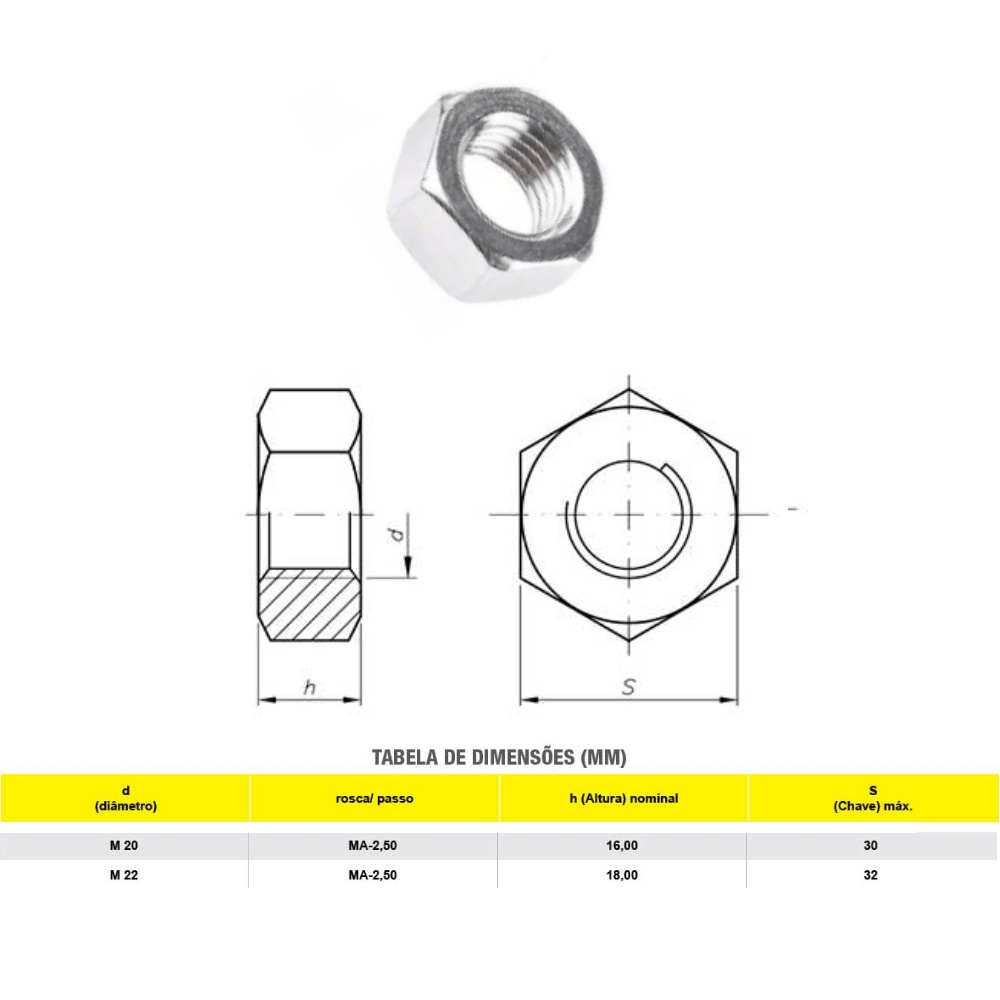 d
h
S
TABELA DE DIMENSÕES (MM)
d
(diâmetro)
rosca/ passo
h (Altura) nominal
S
(Chave) máx.
M 20 MA-2,50 16,00 30
M 22 MA-2,50 18,00 32